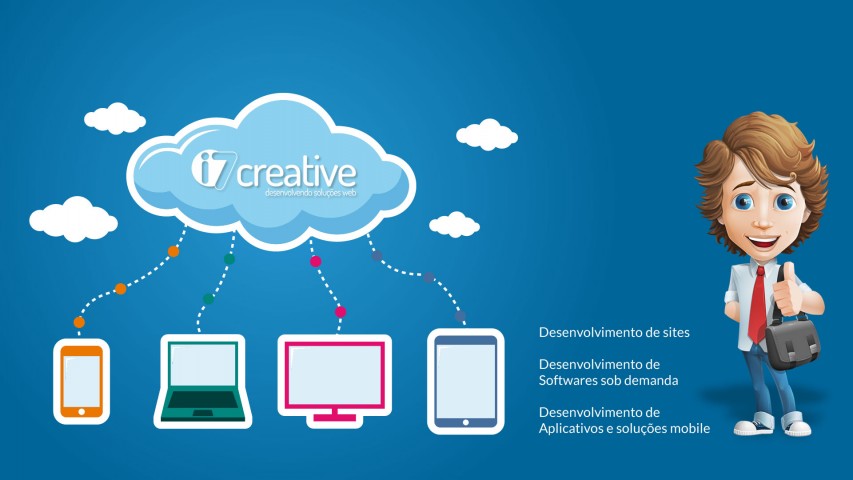 i7creative
desenvolvendo soluções web
Desenvolvimento de sites
Desenvolvimento de
Softwares sob demanda
Desenvolvimento de
Aplicativos e soluções mobile